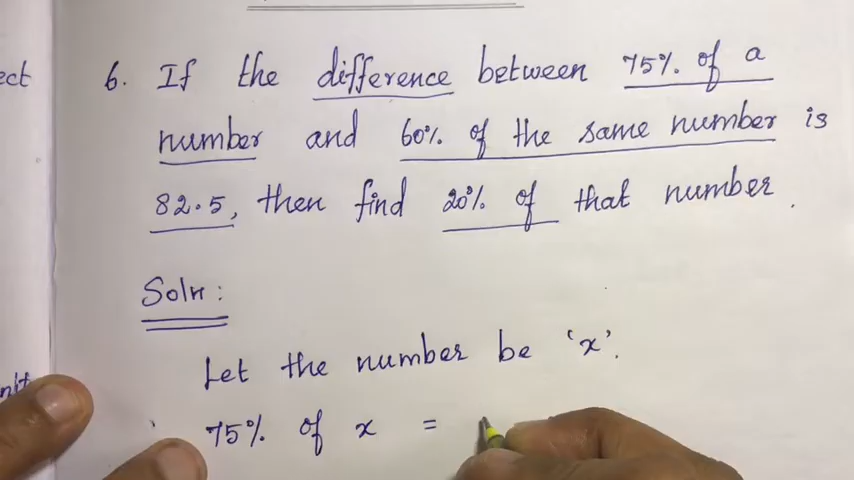 ect
6. If the difference between 75% of a
number and 60% of the same number is
82.5, then find 20% of that number.
Soln:
Let the number be 'x'.
75% of x =